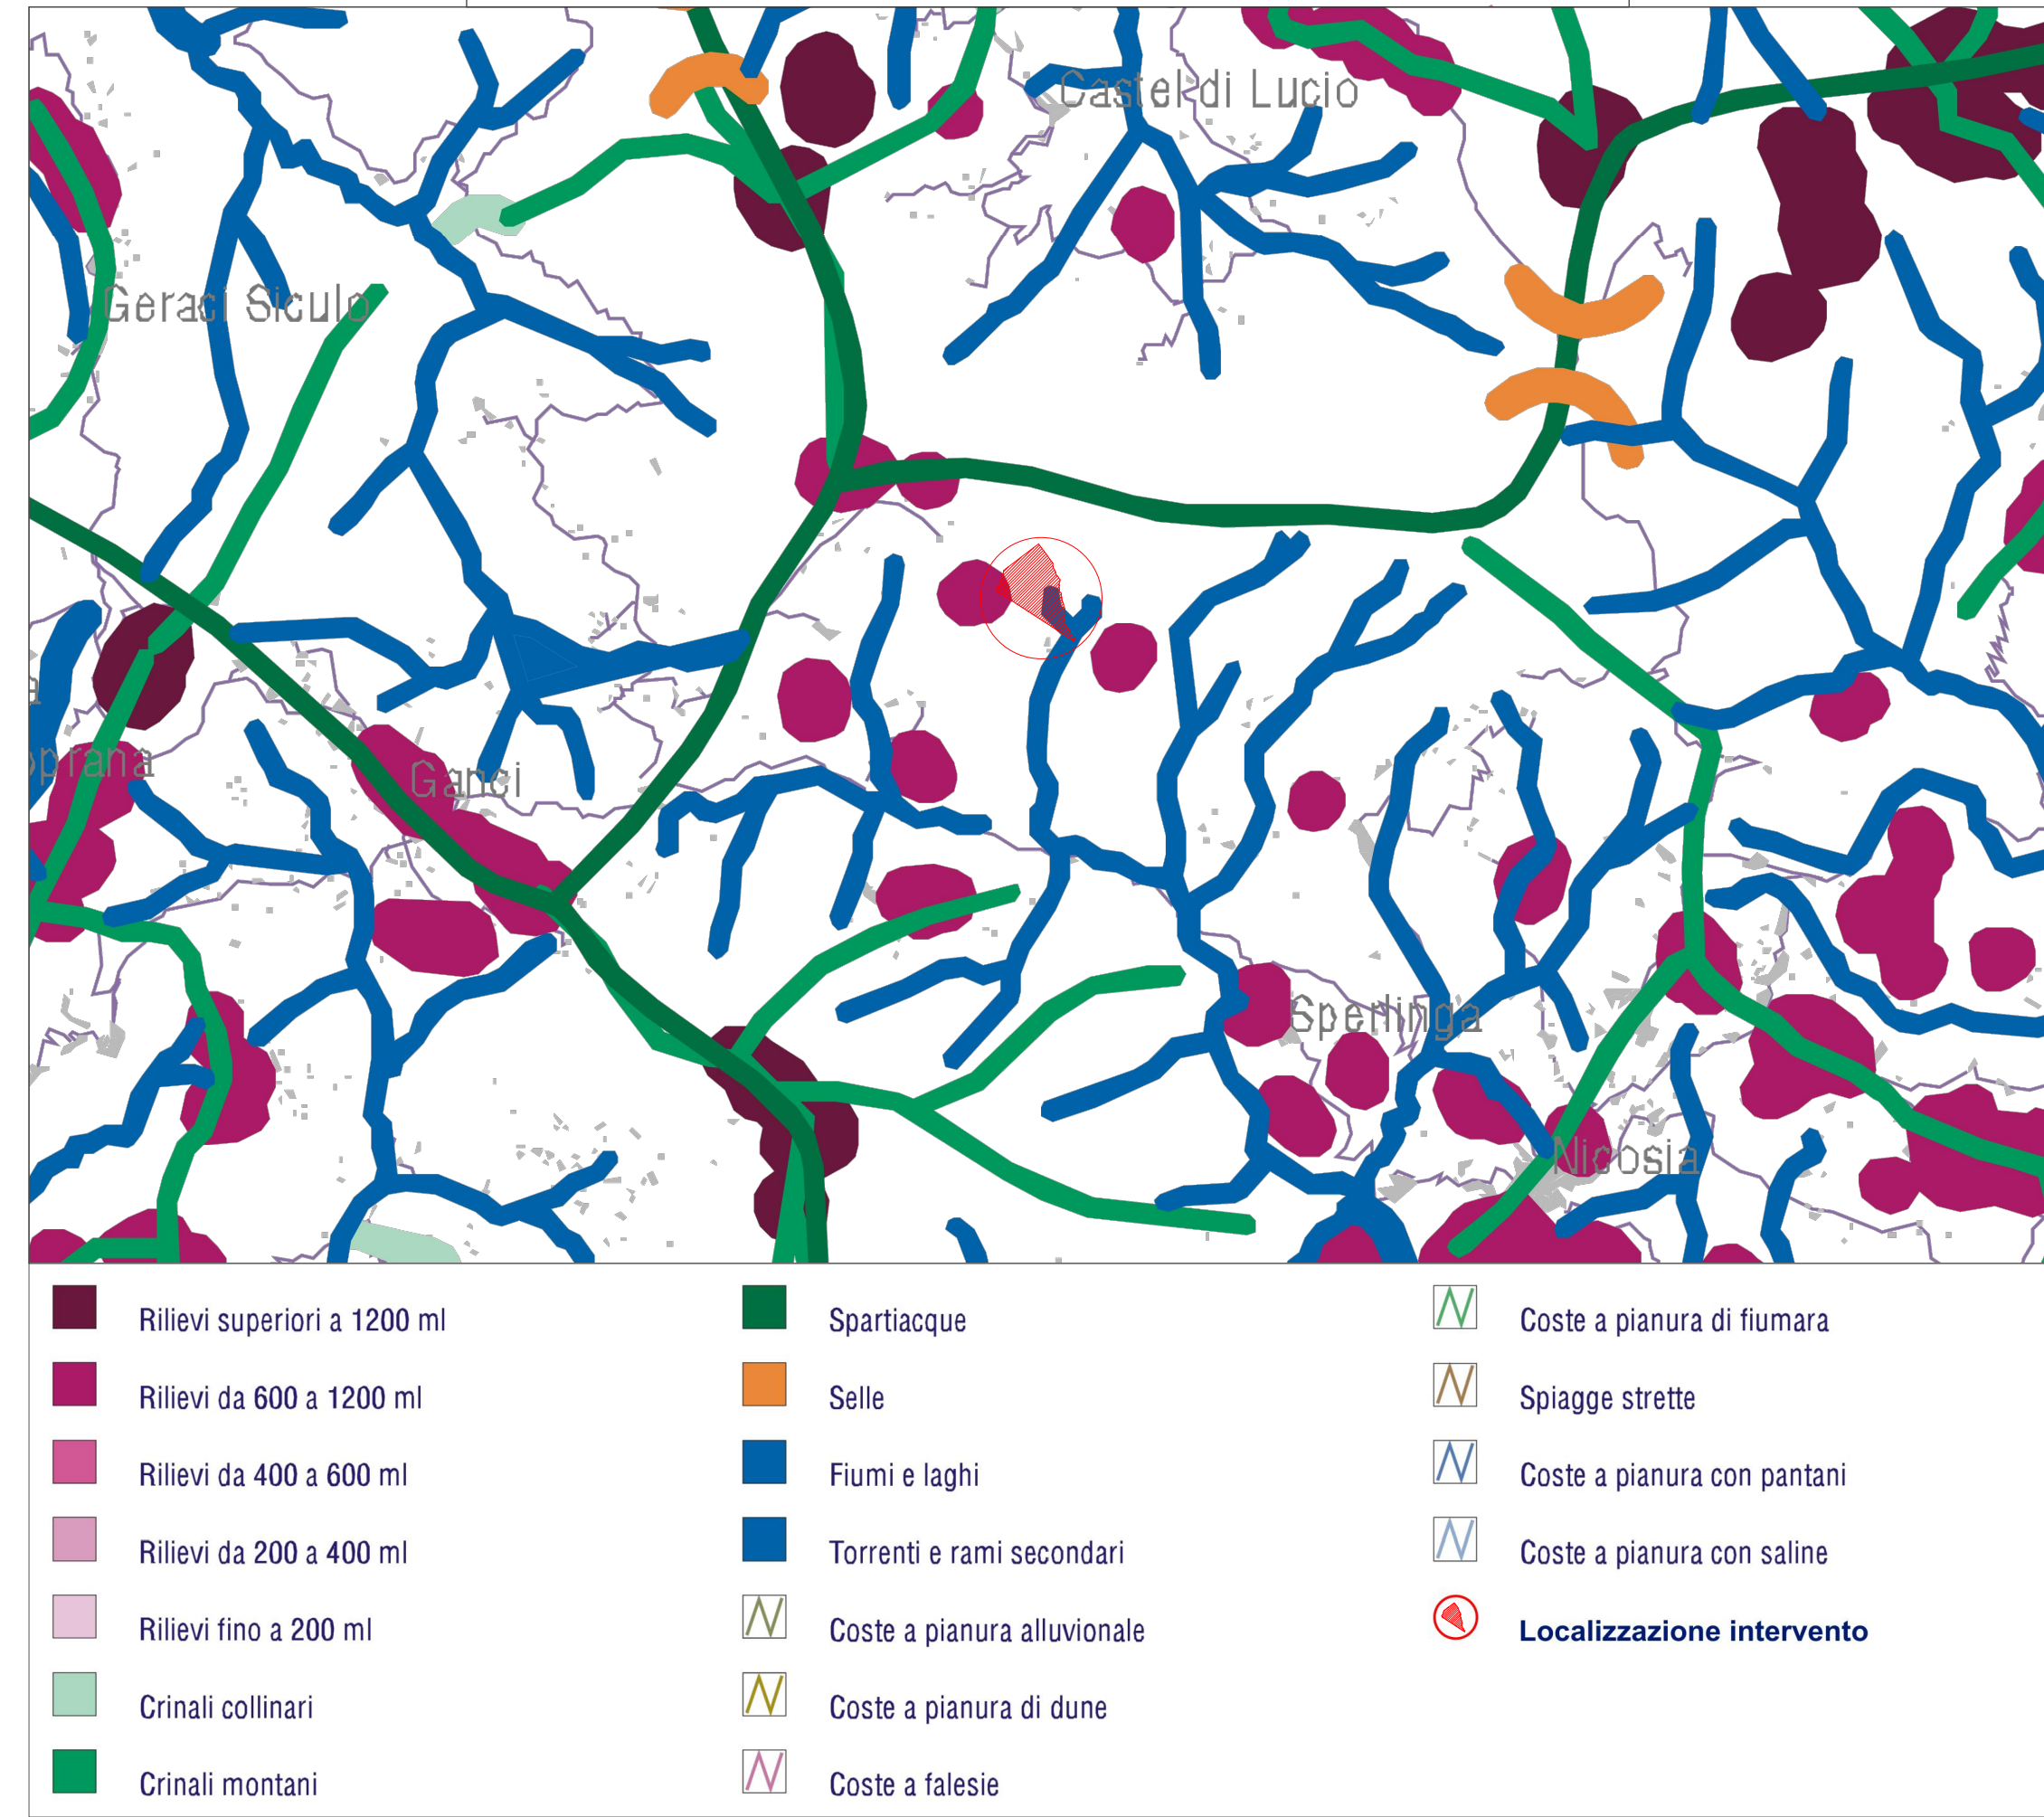 Castel di Lucio
Geraci Siculo
oprana
Ganci
Sperlinga
Nicosia
Rilievi superiori a 1200 ml
Rilievi da 600 a 1200 ml
Rilievi da 400 a 600 ml
Rilievi da 200 a 400 ml
Rilievi fino a 200 ml
Crinali collinari
Crinali montani
Spartiacque
Selle
Fiumi e laghi
Torrenti e rami secondari
Coste a pianura alluvionale
Coste a pianura di dune
Coste a falesie
Coste a pianura di fiumara
Spiagge strette
Coste a pianura con pantani
Coste a pianura con saline
Localizzazione intervento